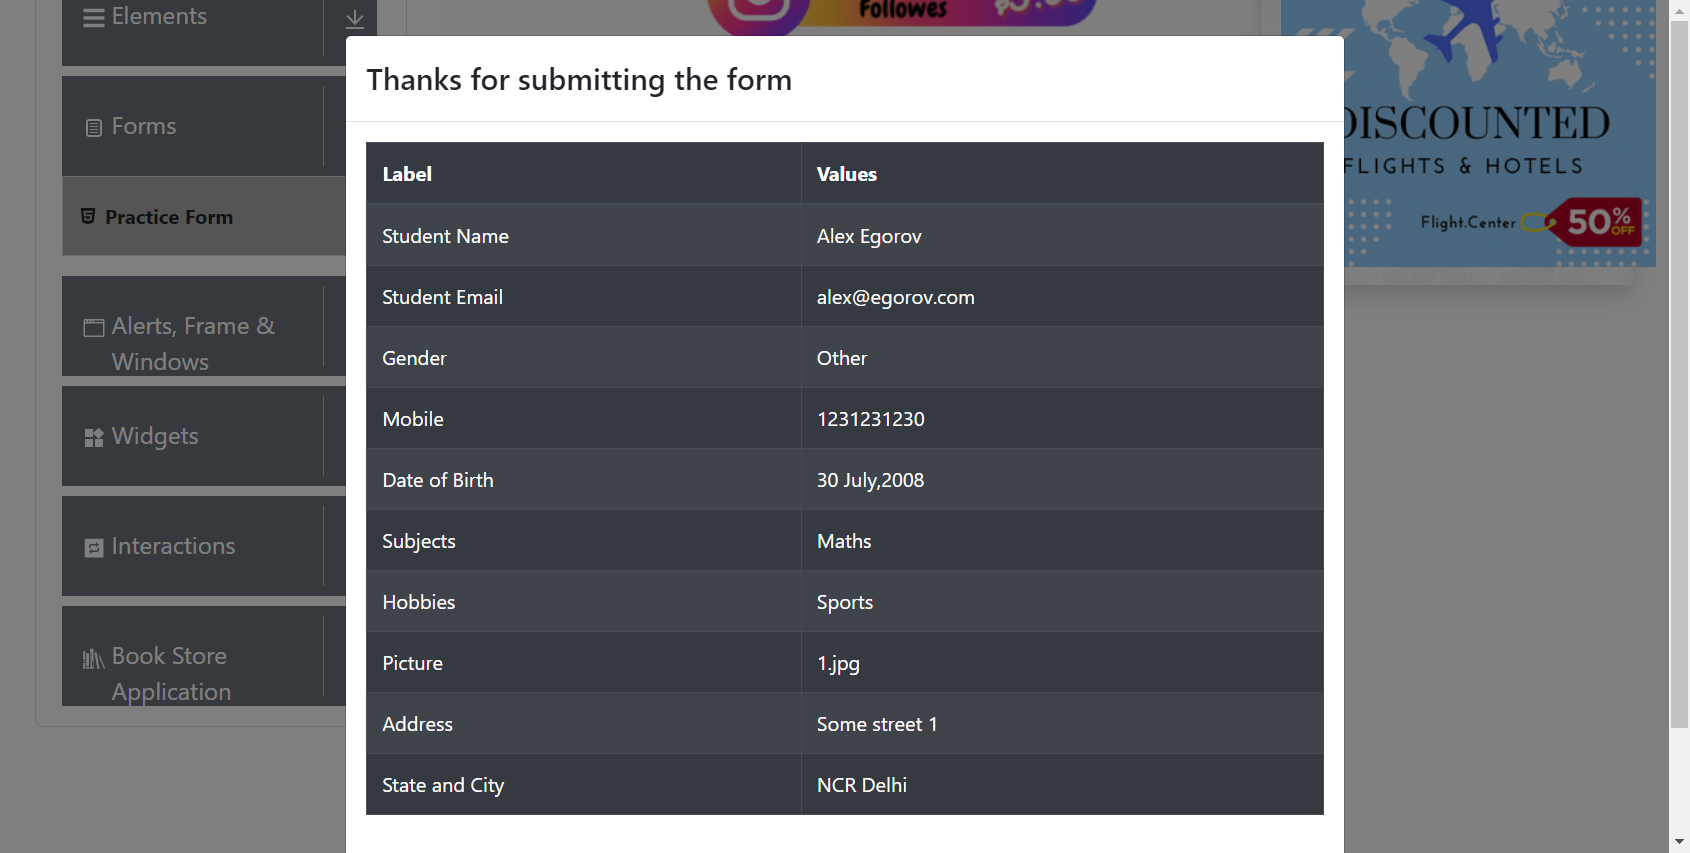 Elements
Forms
Practice Form
Alerts, Frame &
Windows
Widgets
Interactions
Book Store
Application
Followes
Thanks for submitting the form
Label Values
Student Name Alex Egorov
Student Email alex@egorov.com
Gender Other
Mobile 1231231230
Date of Birth 30 July,2008
Subjects Maths
Hobbies Sports
Picture 1.jpg
Address Some street 1
State and City NCR Delhi
DISCOUNTED
FLIGHTS & HOTELS
Flight.Center 50% OFF